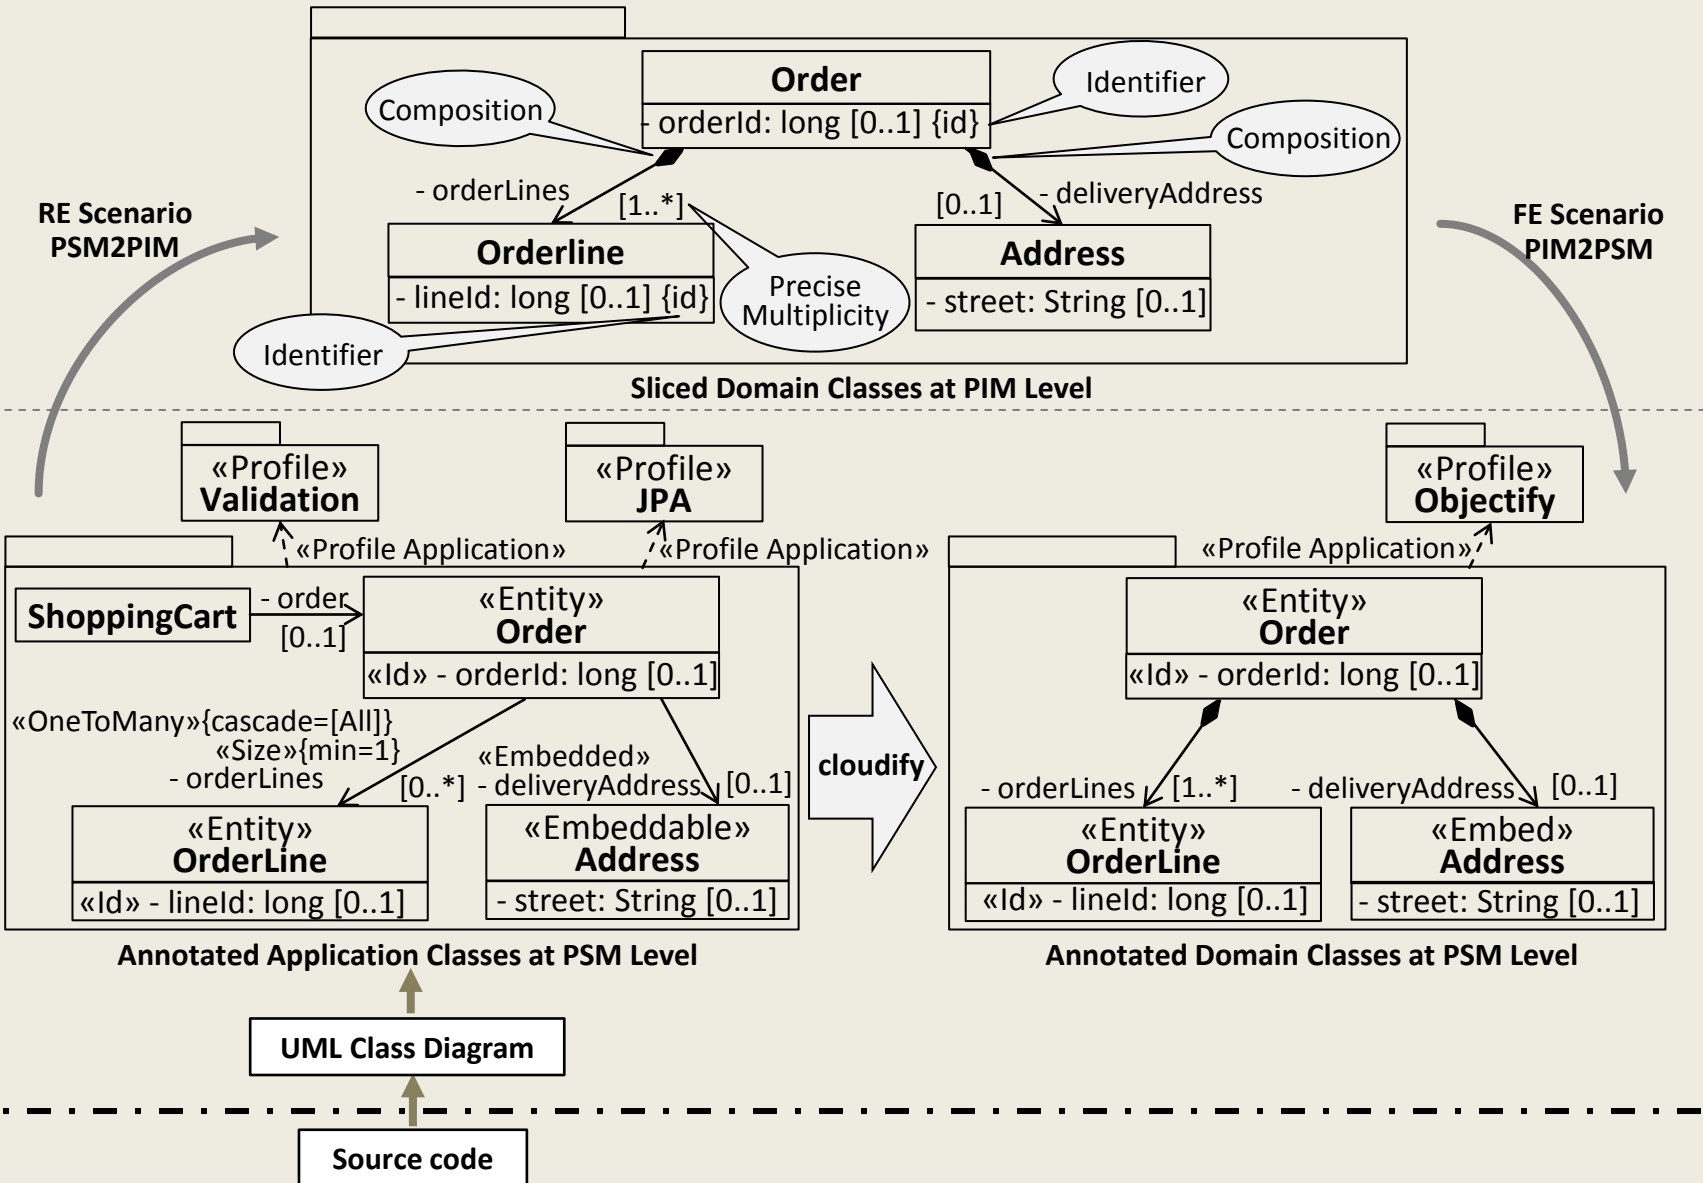 Order
- orderId: long [0..1] {id}
Composition
Identifier
Composition
- orderLines
[1..*]
[0..1]
- deliveryAddress
Orderline
- lineId: long [0..1] {id}
Address
- street: String [0..1]
Precise
Multiplicity
Identifier
Sliced Domain Classes at PIM Level
RE Scenario
PSM2PIM
FE Scenario
PIM2PSM
«Profile»
Validation
«Profile»
JPA
«Profile»
Objectify
«Profile Application»
«Profile Application»
«Profile Application»
ShoppingCart
- order
[0..1]
«Entity»
Order
«Id» - orderId: long [0..1]
«OneToMany»{cascade=[All]}
«Size»{min=1}
- orderLines
[0..*]
«Embedded»
- deliveryAddress
[0..1]
«Entity»
OrderLine
«Id» - lineId: long [0..1]
«Embeddable»
Address
- street: String [0..1]
Annotated Application Classes at PSM Level
cloudify
«Entity»
Order
«Id» - orderId: long [0..1]
- orderLines
[1..*]
- deliveryAddress
[0..1]
«Entity»
OrderLine
«Id» - lineId: long [0..1]
«Embed»
Address
- street: String [0..1]
Annotated Domain Classes at PSM Level
UML Class Diagram
Source code